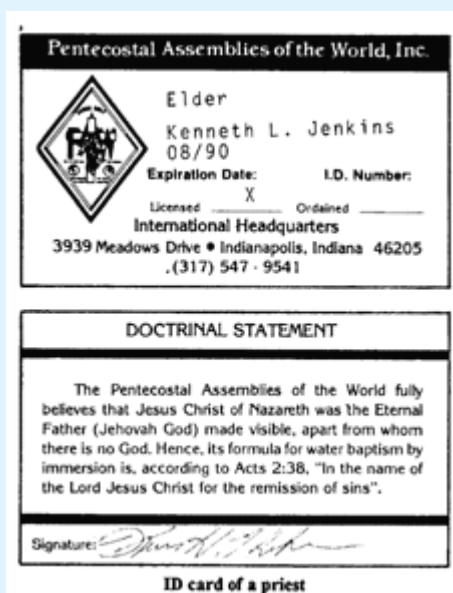 Pentecostal Assemblies of the World, Inc.
Elder
Kenneth L. Jenkins
08/90
Expiration Date: I.D. Number:
X
Licensed ________ Ordained ________
International Headquarters
3939 Meadows Drive • Indianapolis, Indiana 46205
.(317) 547 - 9541
DOCTRINAL STATEMENT
The Pentecostal Assemblies of the World fully
believes that Jesus Christ of Nazareth was the Eternal
Father (Jehovah God) made visible, apart from whom
there is no God. Hence, its formula for water baptism by
immersion is, according to Acts 2:38, "In the name of
the Lord Jesus Christ for the remission of sins".
Signature:
ID card of a priest